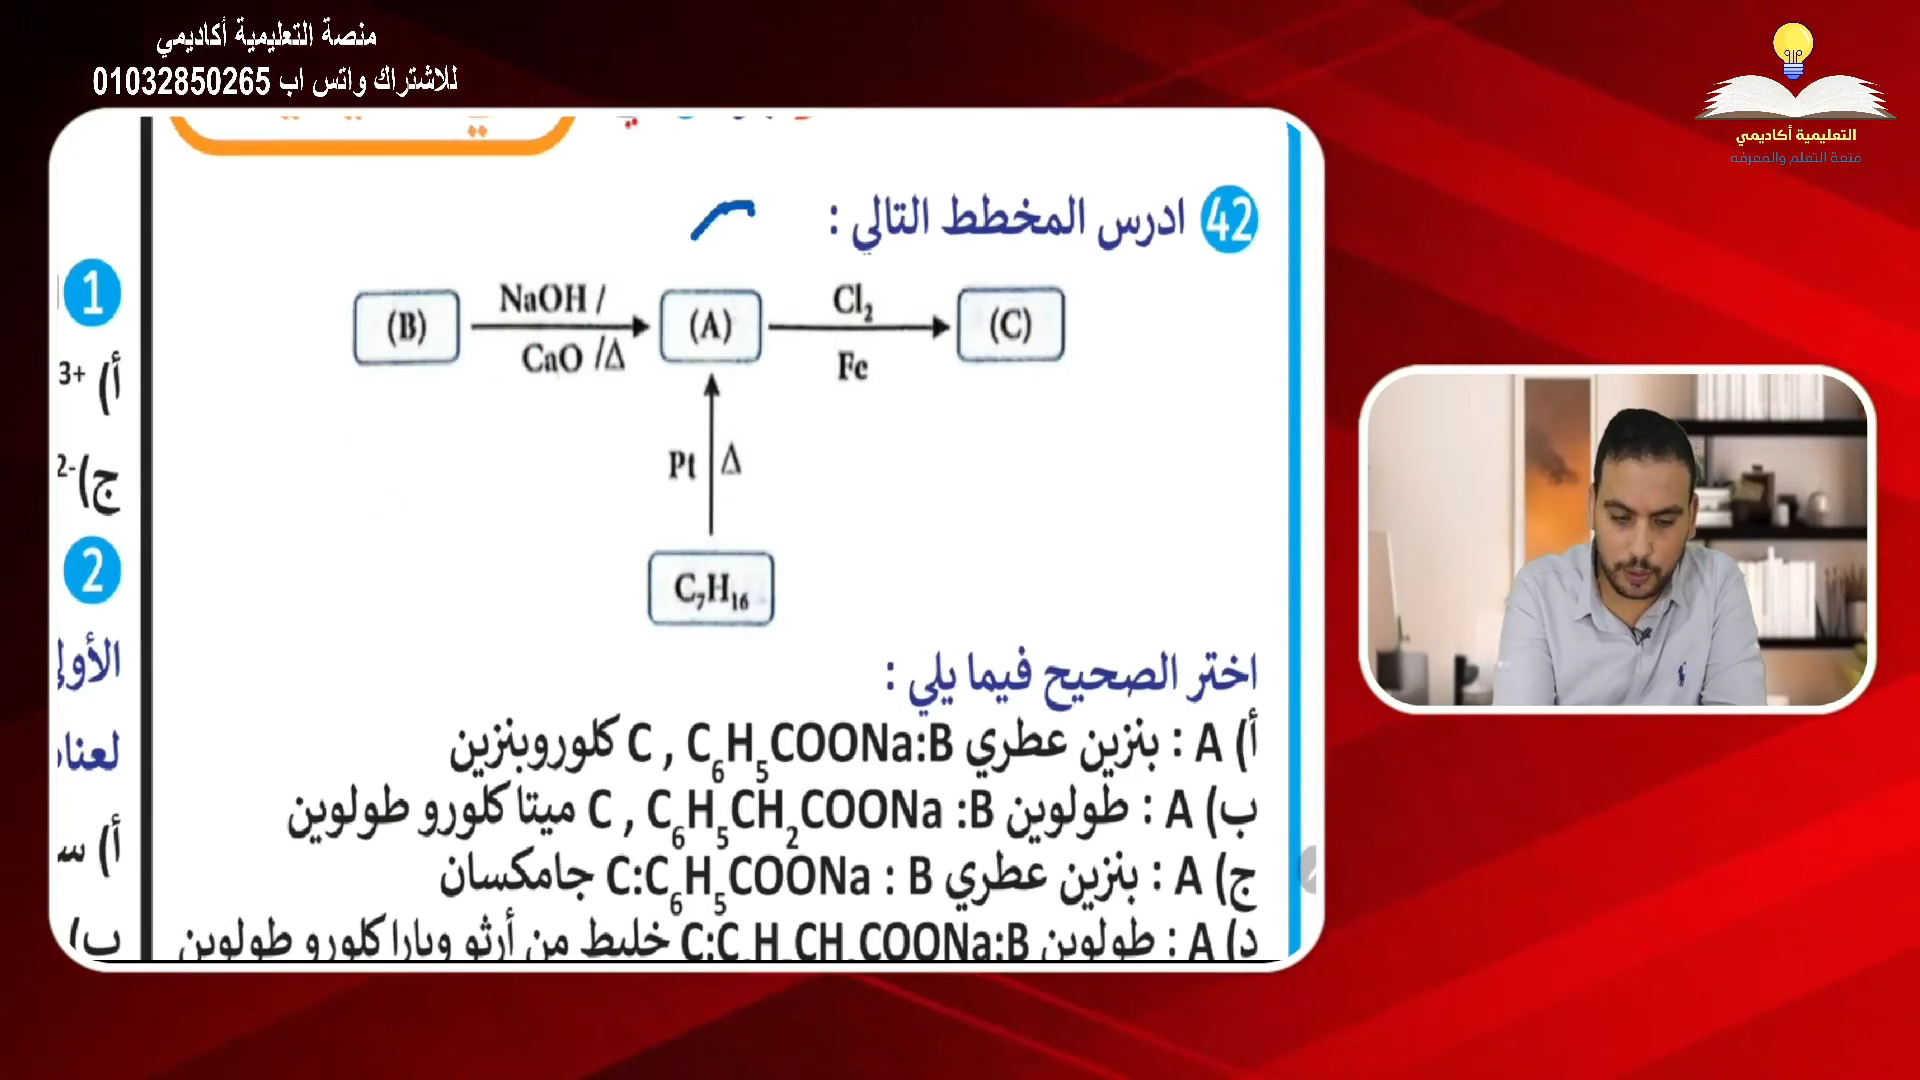 منصة التعليمية أكاديمي
للاشتراك واتس اب 01032850265
التعليمية أكاديمي
متعة التعلم والمعرفه
42 ادرس المخطط التالي :
(B)
NaOH /
CaO /Δ
(A)
Cl₂
Fe
(C)
Pt Δ
C₇H₁₆
اختر الصحيح فيما يلي :
أ) A : بنزين عطري C , C₆H₅COONa:B كلوروبنزين
ب) A : طولوين C , C₆H₅CH₂COONa :B ميتا كلورو طولوين
ج) A : بنزين عطري C:C₆H₅COONa : B جامكسان
د) A : طولوين C:C₆H₅CH₂COONa:B خليط من أرثو وبارا كلورو طولوين
1
أ) 3+
ج) 2-
2
الأول
أ)
ب)